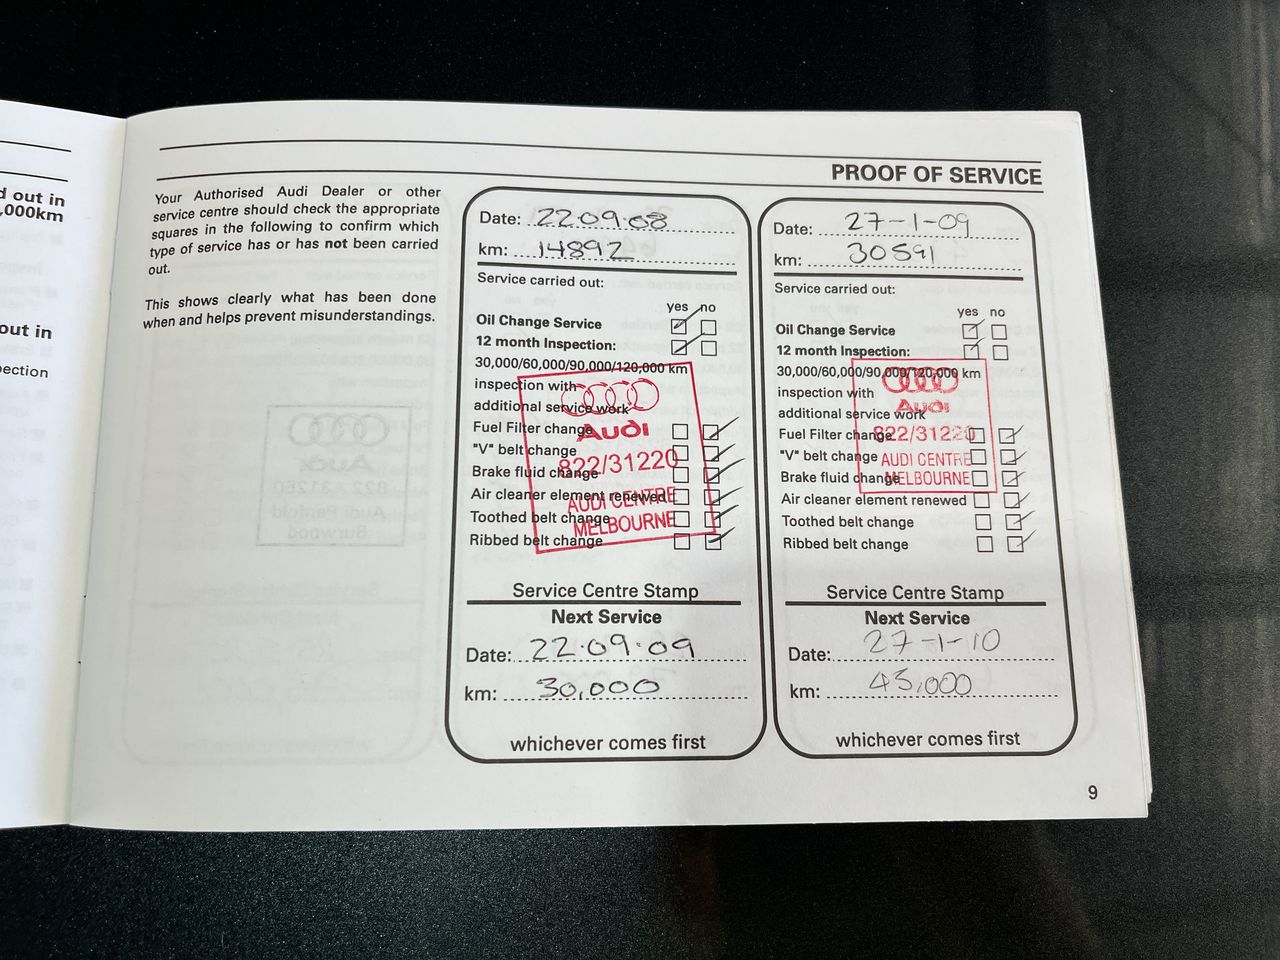 d out in
,000km
out in
ection
PROOF OF SERVICE
Your Authorised Audi Dealer or other
service centre should check the appropriate
squares in the following to confirm which
type of service has or has not been carried
out.
This shows clearly what has been done
when and helps prevent misunderstandings.
Date: 22.09.08
km: 14892
Service carried out:
yes no
Oil Change Service
12 month Inspection:
30,000/60,000/90,000/120,000 km
inspection with
additional service work
Fuel Filter change
"V" belt change
Brake fluid change
Air cleaner element renewed
Toothed belt change
Ribbed belt change
Audi
822/31220
AUDI CENTRE
MELBOURNE
Service Centre Stamp
Next Service
Date: 22.09.09
km: 30,000
whichever comes first
Date: 27-1-09
km: 30591
Service carried out:
yes no
Oil Change Service
12 month Inspection:
30,000/60,000/90,000/120,000 km
inspection with
additional service work
Fuel Filter change
"V" belt change
Brake fluid change
Air cleaner element renewed
Toothed belt change
Ribbed belt change
Audi
822/31220
AUDI CENTRE
MELBOURNE
Service Centre Stamp
Next Service
Date: 27-1-10
km: 45,000
whichever comes first
9